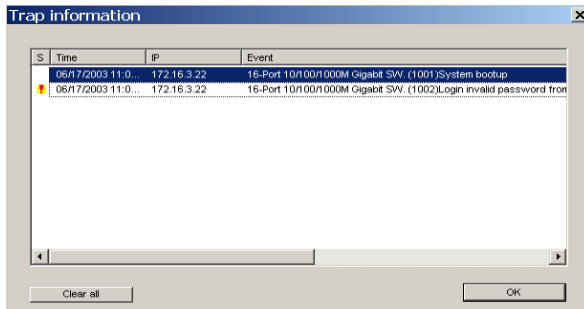 Trap information
S Time IP Event
06/17/2003 11:0... 172.16.3.22 16-Port 10/100/1000M Gigabit SW. (1001)System bootup
06/17/2003 11:0... 172.16.3.22 16-Port 10/100/1000M Gigabit SW. (1002)Login invalid password from
Clear all OK